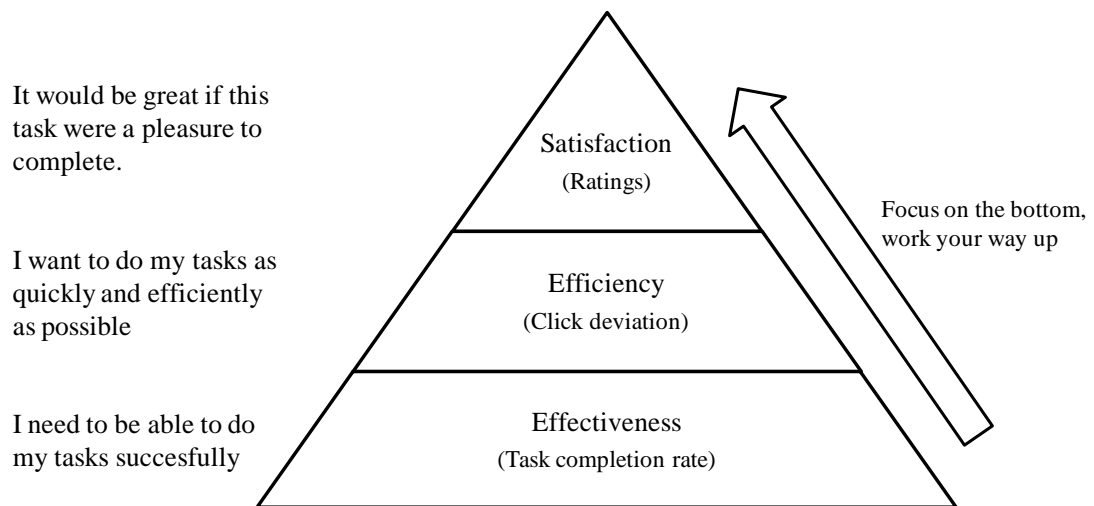 It would be great if this
task were a pleasure to
complete.
Satisfaction
(Ratings)
Focus on the bottom,
work your way up
I want to do my tasks as
quickly and efficiently
as possible
Efficiency
(Click deviation)
I need to be able to do
my tasks succesfully
Effectiveness
(Task completion rate)